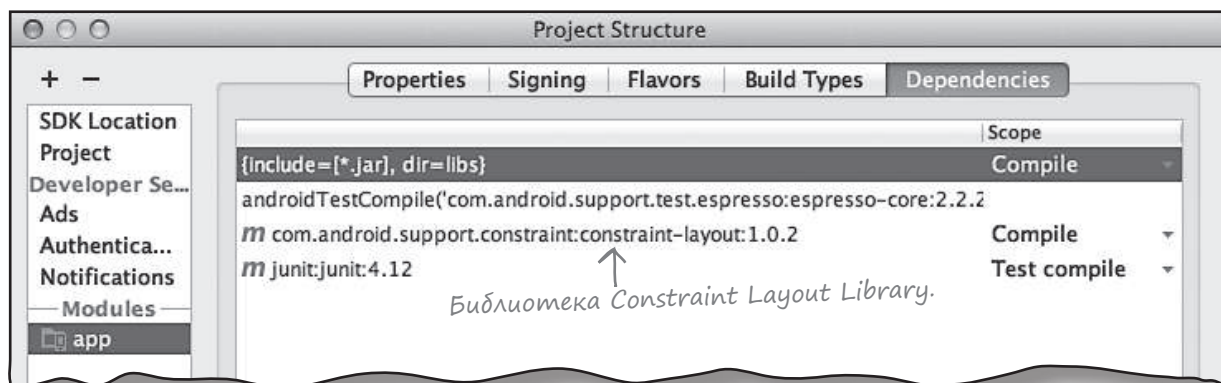 Project Structure
+ −
Properties Signing Flavors Build Types Dependencies
SDK Location
Project
Developer Se...
Ads
Authentica...
Notifications
Modules
app
Scope
{include=[*.jar], dir=libs} Compile
androidTestCompile('com.android.support.test.espresso:espresso-core:2.2.2
m com.android.support.constraint:constraint-layout:1.0.2 Compile
m junit:junit:4.12 Test compile
Библиотека Constraint Layout Library.